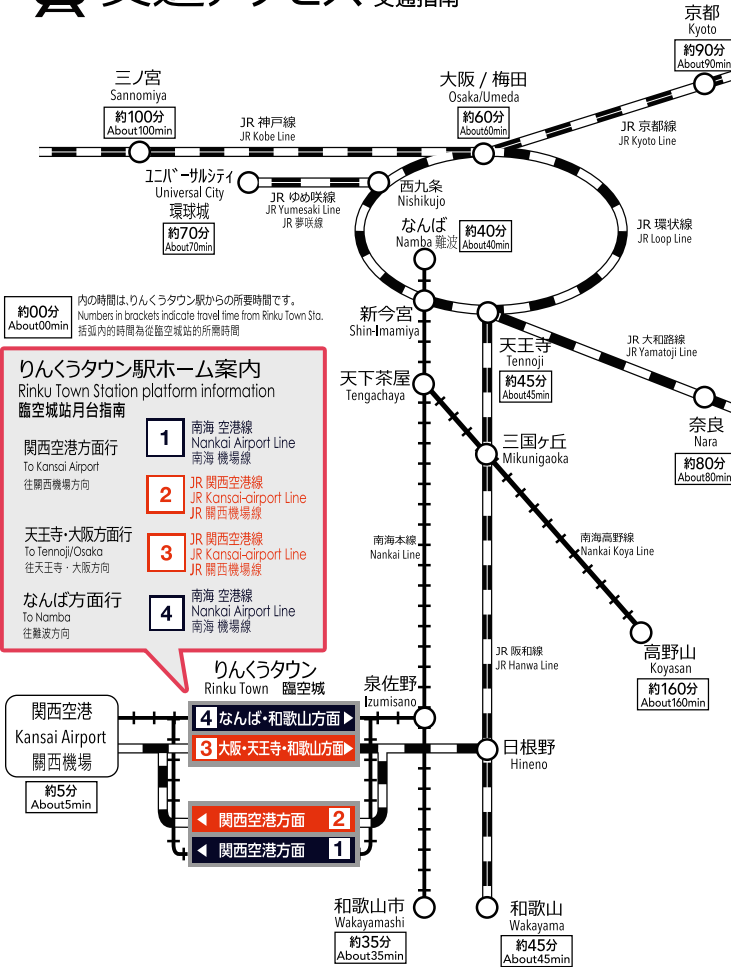 交通アクセス 交通指南
京都
Kyoto
約90分
About90min
三ノ宮
Sannomiya
約100分
About100min
JR 神戸線
JR Kobe Line
大阪 / 梅田
Osaka/Umeda
約60分
About60min
JR 京都線
JR Kyoto Line
ユニバーサルシティ
Universal City
環球城
約70分
About70min
JR ゆめ咲線
JR Yumesaki Line
JR 夢咲線
西九条
Nishikujo
なんば
Namba 難波
約40分
About40min
JR 環状線
JR Loop Line
約00分
About00min
内の時間は、りんくうタウン駅からの所要時間です。
Numbers in brackets indicate travel time from Rinku Town Sta.
括弧内的時間為從臨空城站的所需時間
新今宮
Shin-Imamiya
天王寺
Tennoji
約45分
About45min
JR 大和路線
JR Yamatoji Line
天下茶屋
Tengachaya
奈良
Nara
約80分
About80min
三国ヶ丘
Mikunigaoka
りんくうタウン駅ホーム案内
Rinku Town Station platform information
臨空城站月台指南
関西空港方面行
To Kansai Airport
往關西機場方向
1
南海 空港線
Nankai Airport Line
南海 機場線
2
JR 関西空港線
JR Kansai-airport Line
JR 關西機場線
天王寺・大阪方面行
To Tennoji/Osaka
往天王寺・大阪方向
3
JR 関西空港線
JR Kansai-airport Line
JR 關西機場線
なんば方面行
To Namba
往難波方向
4
南海 空港線
Nankai Airport Line
南海 機場線
南海本線
Nankai Line
南海高野線
Nankai Koya Line
JR 阪和線
JR Hanwa Line
高野山
Koyasan
約160分
About160min
りんくうタウン
Rinku Town 臨空城
泉佐野
Izumisano
関西空港
Kansai Airport
關西機場
約5分
About5min
4 なんば・和歌山方面▶
3 大阪・天王寺・和歌山方面▶
◀ 関西空港方面 2
◀ 関西空港方面 1
日根野
Hineno
和歌山市
Wakayamashi
約35分
About35min
和歌山
Wakayama
約45分
About45min